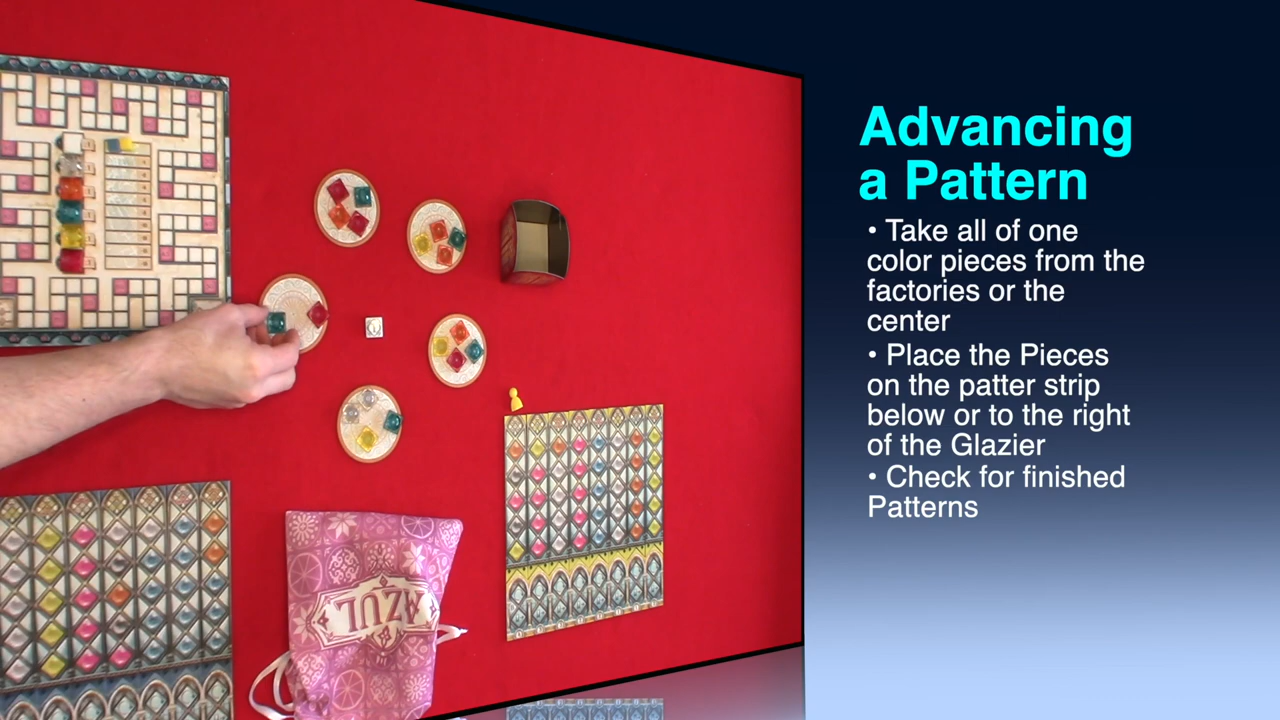 Advancing
a Pattern
• Take all of one
color pieces from the
factories or the
center
• Place the Pieces
on the patter strip
below or to the right
of the Glazier
• Check for finished
Patterns
AZUL